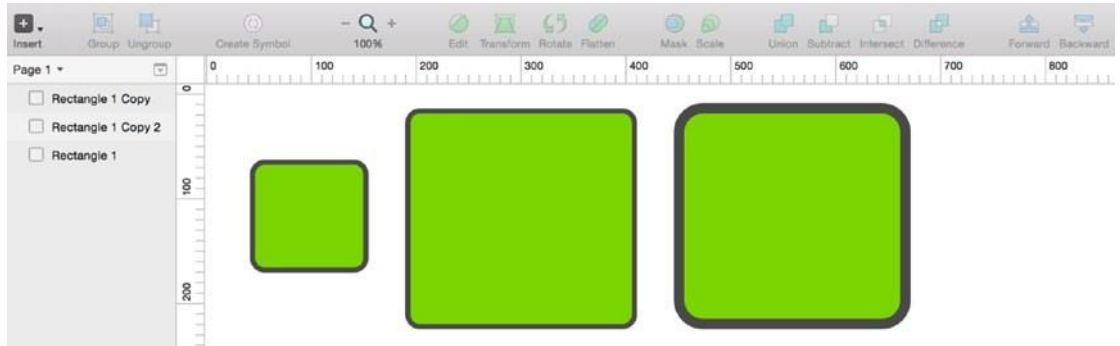 Insert Group Ungroup Create Symbol - + 100% Edit Transform Rotate Flatten Mask Scale Union Subtract Intersect Difference Forward Backward
Page 1
0 100 200 300 400 500 600 700 800
Rectangle 1 Copy
Rectangle 1 Copy 2
Rectangle 1
0
100
200